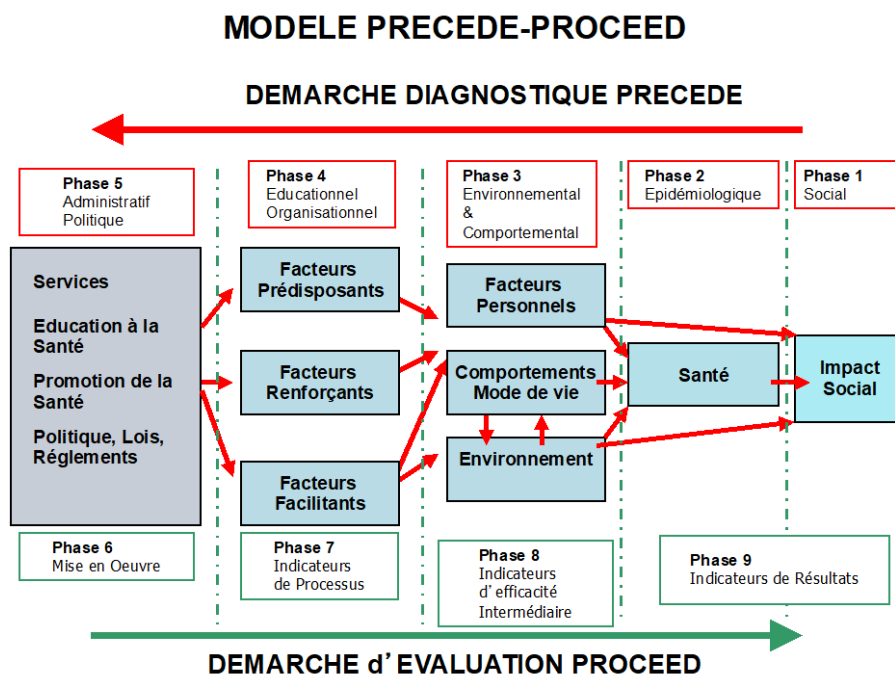 MODELE PRECEDE-PROCEED
DEMARCHE DIAGNOSTIQUE PRECEDE
Phase 5
Administratif
Politique
Phase 4
Educationnel
Organisationnel
Phase 3
Environnemental
&
Comportemental
Phase 2
Epidémiologique
Phase 1
Social
Services
Education à la
Santé
Promotion de la
Santé
Politique, Lois,
Réglements
Facteurs
Prédisposants
Facteurs
Renforçants
Facteurs
Facilitants
Facteurs
Personnels
Comportements
Mode de vie
Environnement
Santé
Impact
Social
Phase 6
Mise en Oeuvre
Phase 7
Indicateurs
de Processus
Phase 8
Indicateurs
d’ efficacité
Intermédiaire
Phase 9
Indicateurs de Résultats
DEMARCHE d’ EVALUATION PROCEED